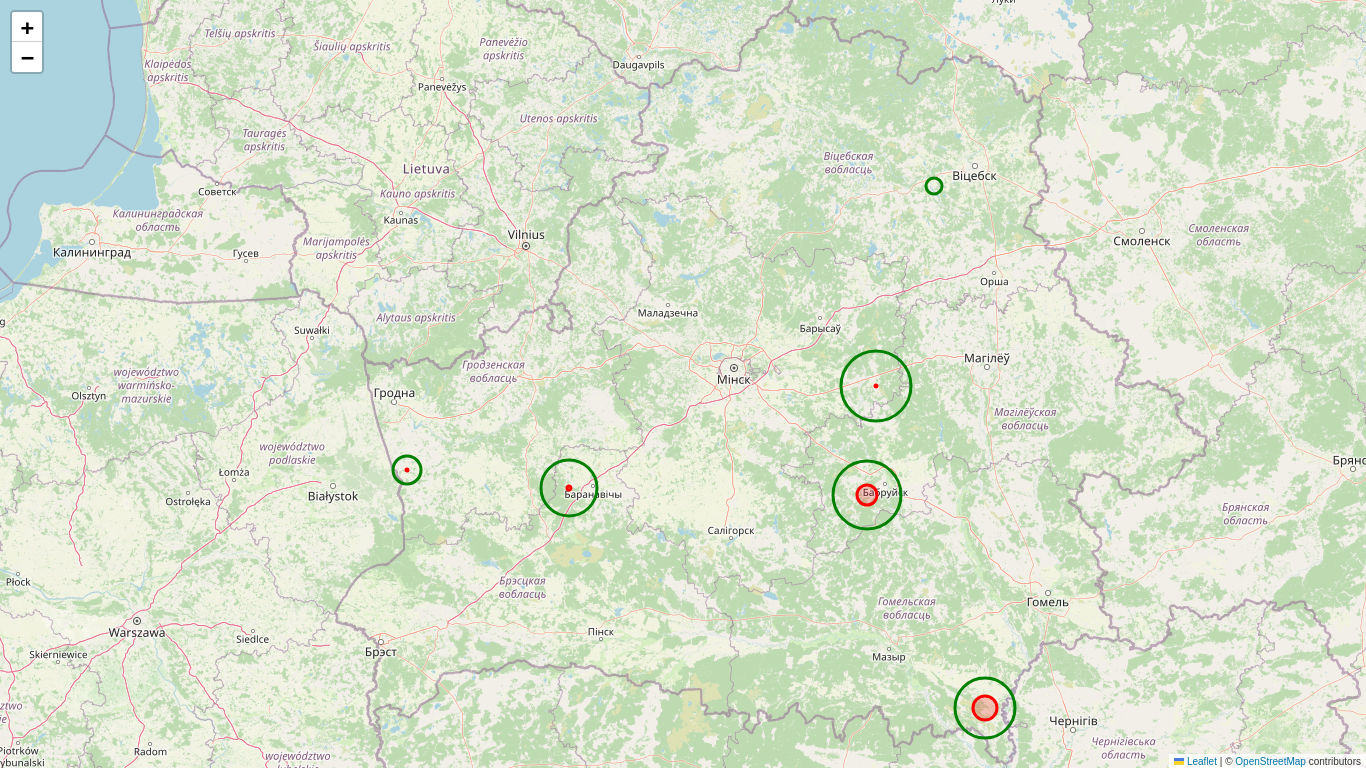 +
−
Луки
Telšių apskritis
Šiaulių apskritis
Panevėžio
apskritis
Klaipėdos
apskritis
Daugavpils
Panevėžys
Utenos apskritis
Tauragės
apskritis
Lietuva
Віцебская
вобласць
Віцебск
Советск
Kauno apskritis
Калининградская
область
Kaunas
Vilnius
Marijampolės
apskritis
Калининград
Гусев
Смоленск
Смоленская
область
Орша
Маладзечна
Alytaus apskritis
Барысаў
Suwałki
Гродзенская
вобласць
Мінск
Магілёў
województwo
warmińsko-
mazurskie
Olsztyn
Гродна
Магілёўская
вобласць
województwo
podlaskie
Łomża
Брянс
Ostrołęka
Białystok
Баранавічы
Бабруйск
Брянская
область
Салігорск
Płock
Брэсцкая
вобласць
Гомельская
вобласць
Гомель
Warszawa
Siedlce
Пінск
Skierniewice
Брэст
Мазыр
Чернігів
Чернігівська
область
Piotrków
Trybunalski
Radom
województwo
Leaflet | © OpenStreetMap contributors